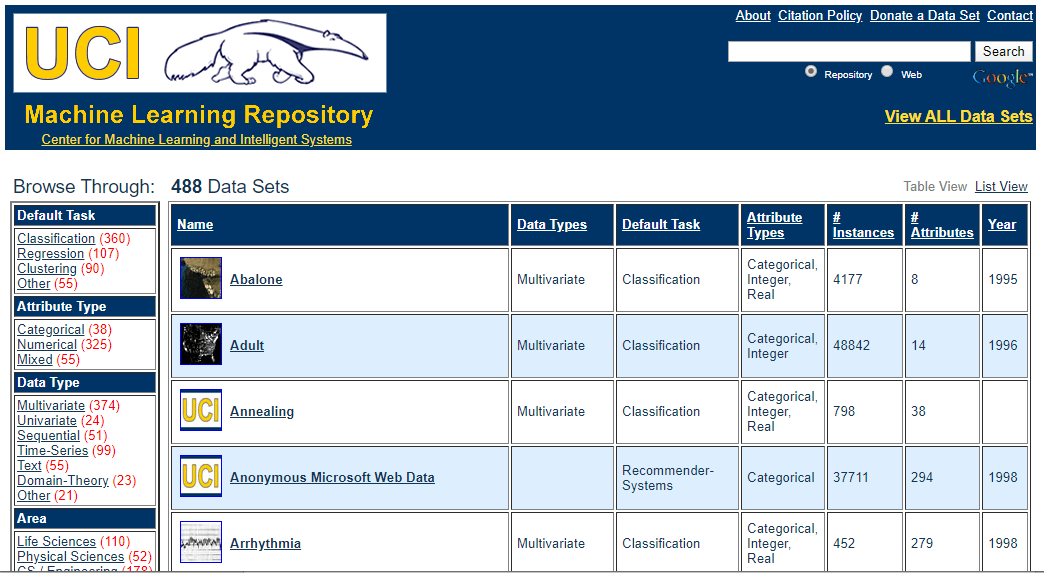 About Citation Policy Donate a Data Set Contact
UCI
Search
Repository Web
Google™
Machine Learning Repository
View ALL Data Sets
Center for Machine Learning and Intelligent Systems
Browse Through:
Default Task
Classification (360)
Regression (107)
Clustering (90)
Other (55)
Attribute Type
Categorical (38)
Numerical (325)
Mixed (55)
Data Type
Multivariate (374)
Univariate (24)
Sequential (51)
Time-Series (99)
Text (55)
Domain-Theory (23)
Other (21)
Area
Life Sciences (110)
Physical Sciences (52)
CS / Engineering (178)
488 Data Sets
Table View List View
Name
Data Types
Default Task
Attribute
Types
#
Instances
#
Attributes
Year
Abalone
Multivariate
Classification
Categorical,
Integer,
Real
4177
8
1995
Adult
Multivariate
Classification
Categorical,
Integer
48842
14
1996
UCI
Annealing
Multivariate
Classification
Categorical,
Integer,
Real
798
38
UCI
Anonymous Microsoft Web Data
Recommender-
Systems
Categorical
37711
294
1998
Arrhythmia
Multivariate
Classification
Categorical,
Integer,
Real
452
279
1998